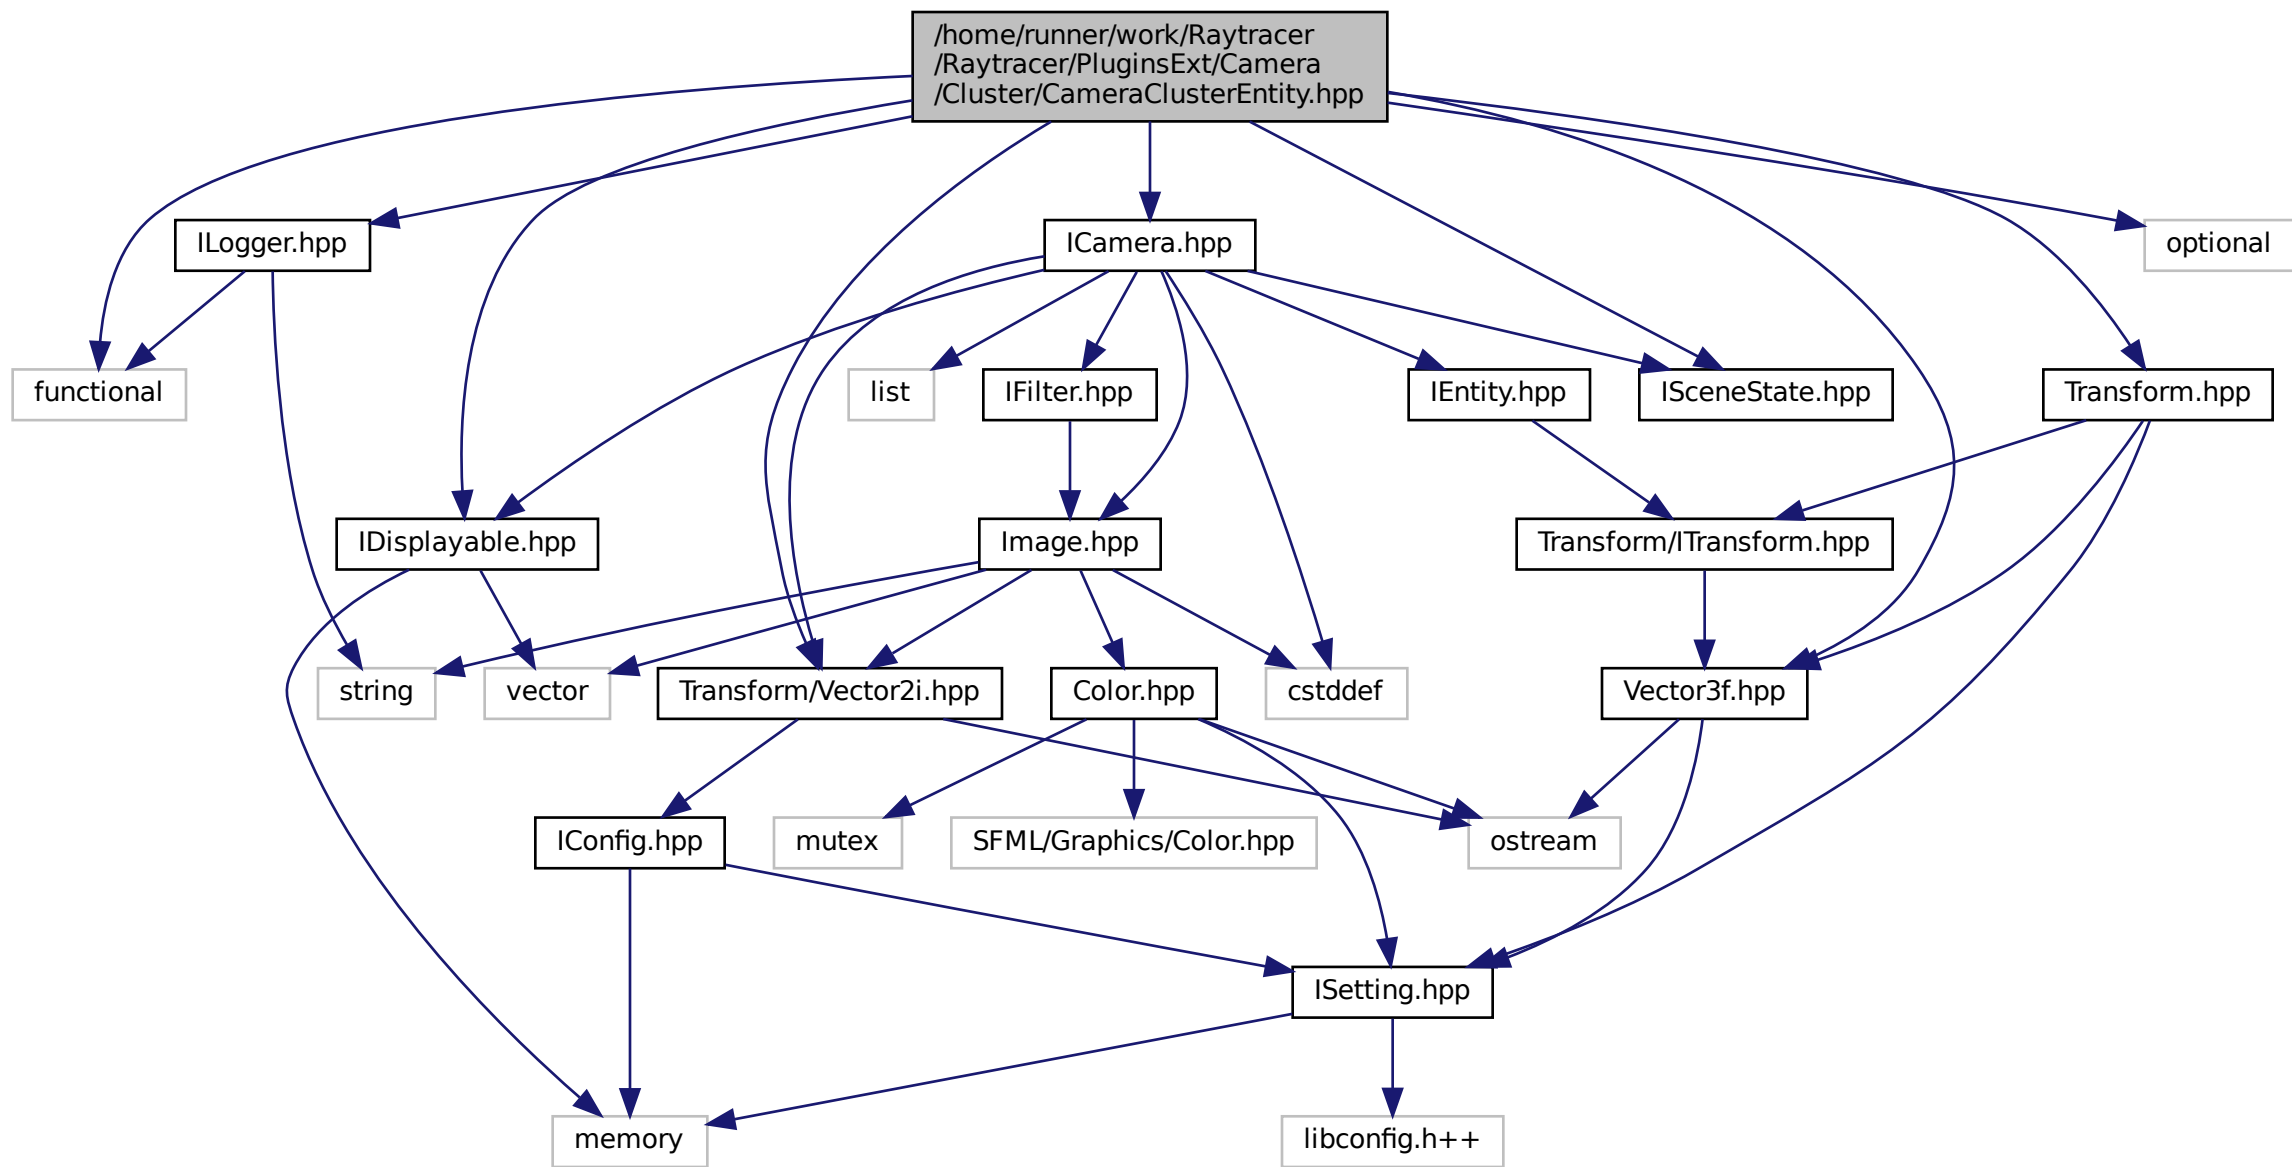 /home/runner/work/Raytracer
/Raytracer/PluginsExt/Camera
/Cluster/CameraClusterEntity.hpp
ILogger.hpp
ICamera.hpp
optional
functional
list
IFilter.hpp
IEntity.hpp
ISceneState.hpp
Transform.hpp
IDisplayable.hpp
Image.hpp
Transform/ITransform.hpp
string
vector
Transform/Vector2i.hpp
Color.hpp
cstddef
Vector3f.hpp
IConfig.hpp
mutex
SFML/Graphics/Color.hpp
ostream
ISetting.hpp
memory
libconfig.h++